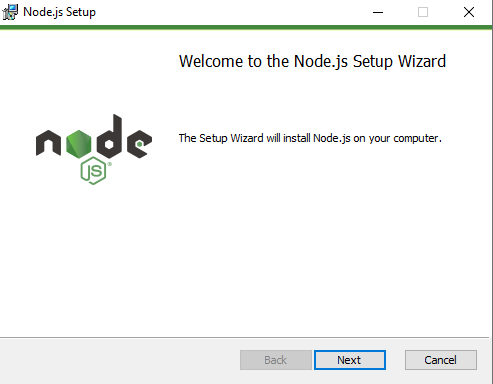 Node.js Setup
Welcome to the Node.js Setup Wizard
The Setup Wizard will install Node.js on your computer.
node
JS®
Back
Next
Cancel